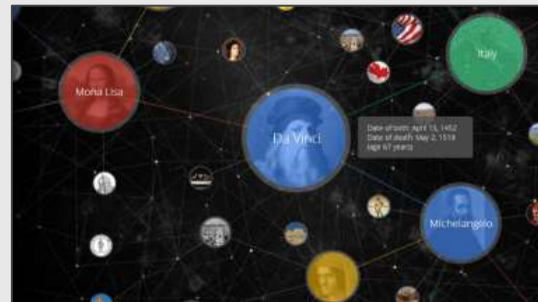 Italy
Mona Lisa
Da Vinci
Date of birth: April 15, 1452
Date of death: May 2, 1519
(age 67 years)
Michelangelo